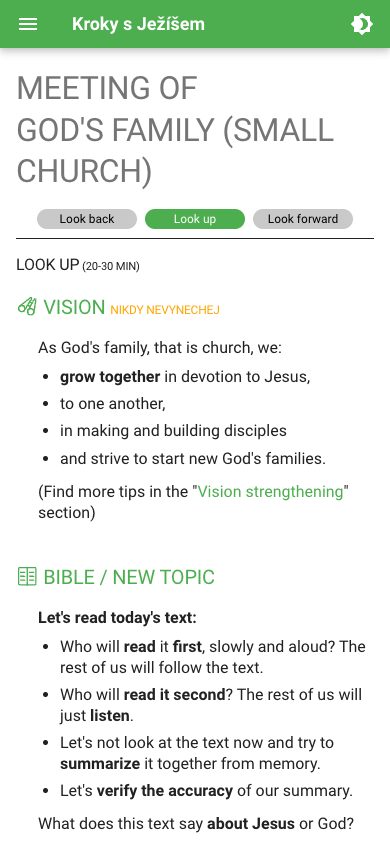 Kroky s Ježíšem
MEETING OF
GOD'S FAMILY (SMALL
CHURCH)
Look back
Look up
Look forward
LOOK UP (20-30 MIN)
VISION NIKDY NEVYNECHEJ
As God's family, that is church, we:
• grow together in devotion to Jesus,
• to one another,
• in making and building disciples
• and strive to start new God's families.
(Find more tips in the "Vision strengthening"
section)
BIBLE / NEW TOPIC
Let's read today's text:
• Who will read it first, slowly and aloud? The
rest of us will follow the text.
• Who will read it second? The rest of us will
just listen.
• Let's not look at the text now and try to
summarize it together from memory.
• Let's verify the accuracy of our summary.
What does this text say about Jesus or God?